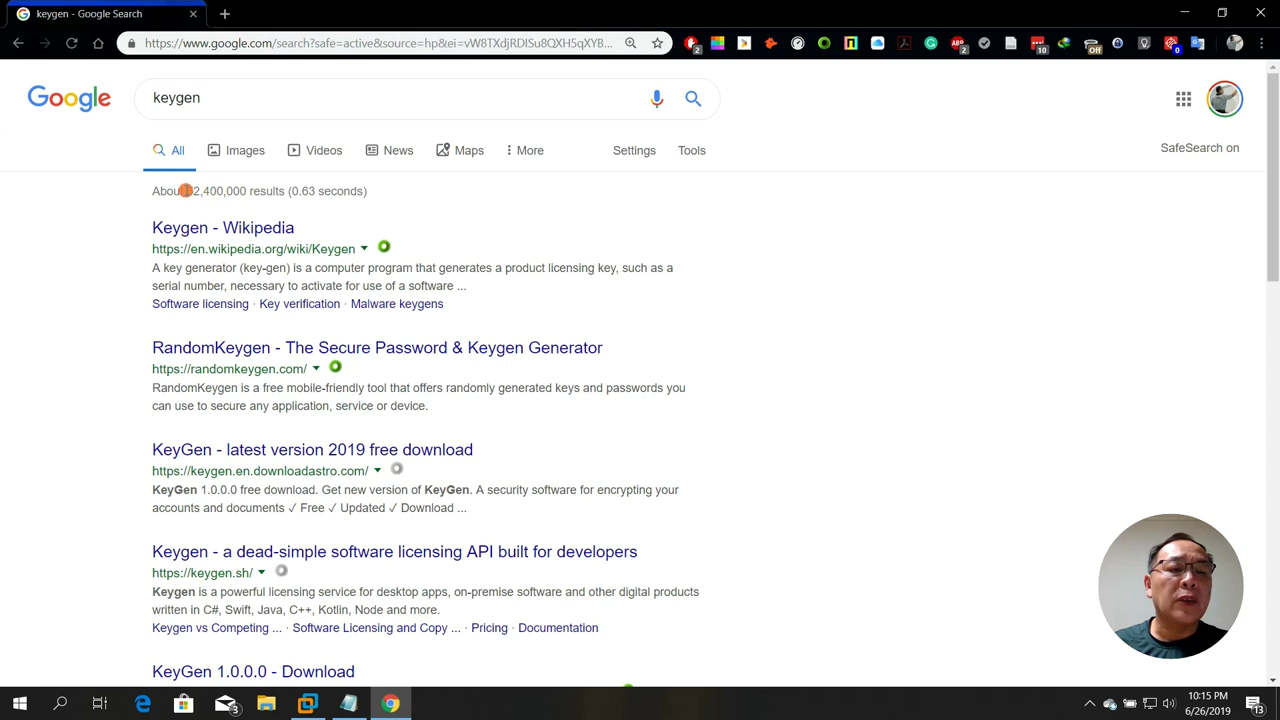 keygen - Google Search
https://www.google.com/search?safe=active&source=hp&ei=vW8TXdjRDISu8QXH5qXYB...
Google
keygen
All
Images
Videos
News
Maps
More
Settings
Tools
SafeSearch on
2,400,000 results (0.63 seconds)
Keygen - Wikipedia
https://en.wikipedia.org/wiki/Keygen
A key generator (key-gen) is a computer program that generates a product licensing key, such as a
serial number, necessary to activate for use of a software ...
Software licensing · Key verification · Malware keygens
RandomKeygen - The Secure Password & Keygen Generator
https://randomkeygen.com/
RandomKeygen is a free mobile-friendly tool that offers randomly generated keys and passwords you
can use to secure any application, service or device.
KeyGen - latest version 2019 free download
https://keygen.en.downloadastro.com/
KeyGen 1.0.0.0 free download. Get new version of KeyGen. A security software for encrypting your
accounts and documents ✓ Free ✓ Updated ✓ Download ...
Keygen - a dead-simple software licensing API built for developers
https://keygen.sh/
Keygen is a powerful licensing service for desktop apps, on-premise software and other digital products
written in C#, Swift, Java, C++, Kotlin, Node and more.
Keygen vs Competing ... · Software Licensing and Copy ... · Pricing · Documentation
KeyGen 1.0.0.0 - Download
10:15 PM
6/26/2019